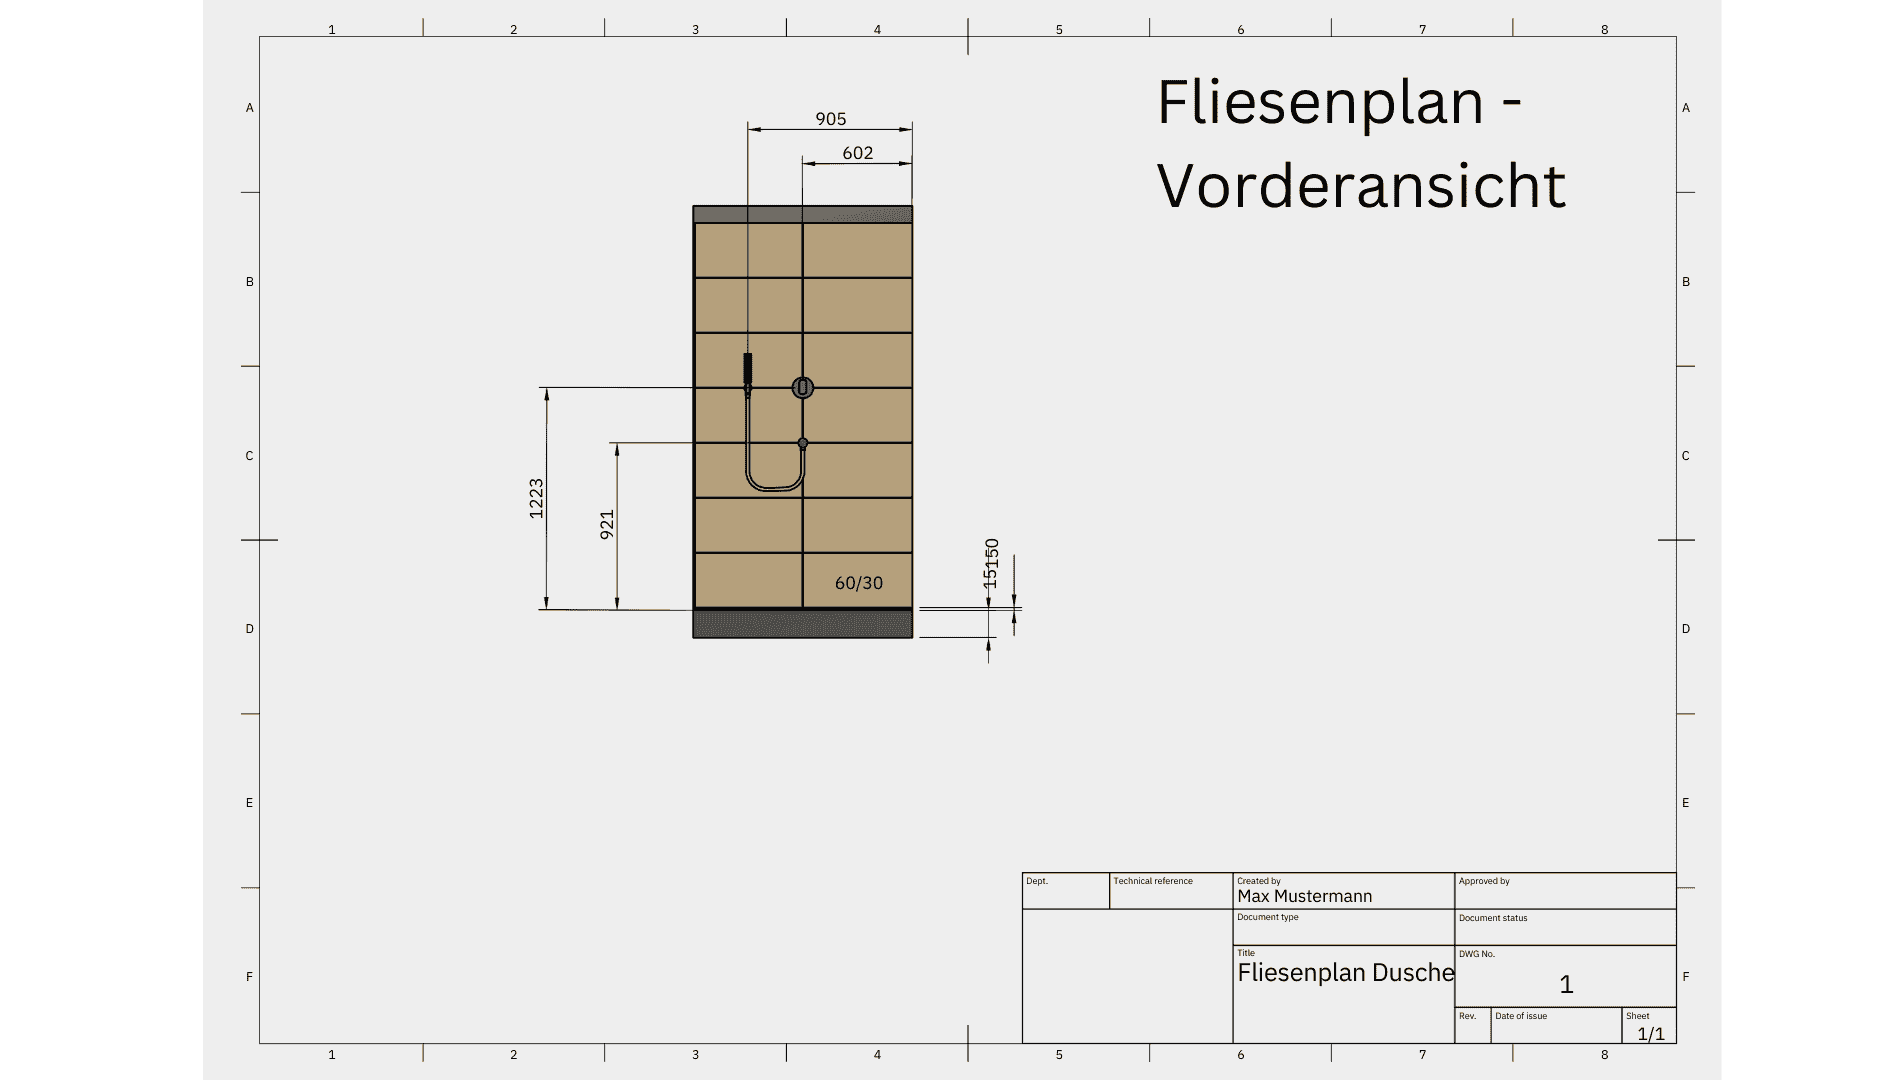 1 2 3 4 5 6 7 8
Fliesenplan -
Vorderansicht
A A
905
602
B B
C C
1223
921
150
15
60/30
D D
E E
Dept. Technical reference Created by Approved by
Max Mustermann
Document type Document status
Title DWG No.
Fliesenplan Dusche
1
F F
Rev. Date of issue Sheet
1/1
1 2 3 4 5 6 7 8